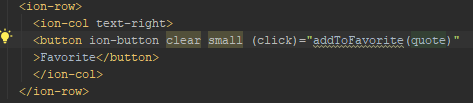 <ion-row>
<ion-col text-right>
<button ion-button clear small (click)="addToFavorite(quote)"
>Favorite</button>
</ion-col>
</ion-row>